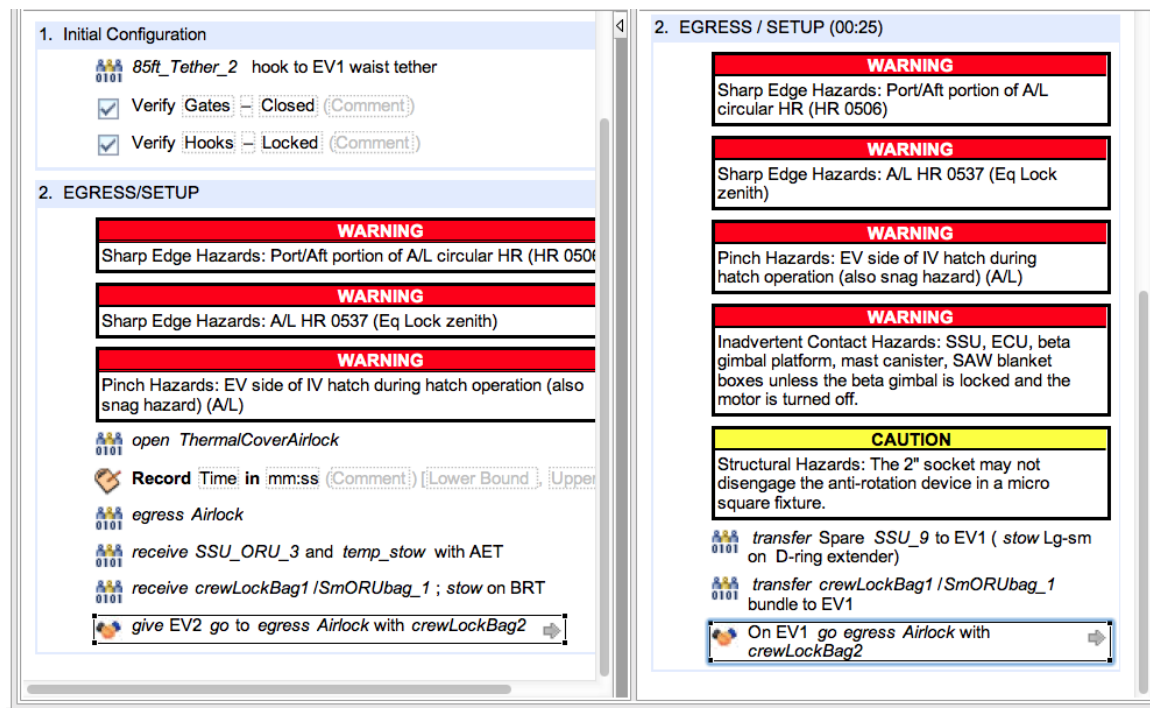 1. Initial Configuration
0101
85ft_Tether_2 hook to EV1 waist tether
Verify Gates – Closed (Comment)
Verify Hooks – Locked (Comment)
2. EGRESS/SETUP
WARNING
Sharp Edge Hazards: Port/Aft portion of A/L circular HR (HR 050
WARNING
Sharp Edge Hazards: A/L HR 0537 (Eq Lock zenith)
WARNING
Pinch Hazards: EV side of IV hatch during hatch operation (also
snag hazard) (A/L)
0101
open ThermalCoverAirlock
Record Time in mm:ss (Comment) [Lower Bound , Upper
0101
egress Airlock
0101
receive SSU_ORU_3 and temp_stow with AET
0101
receive crewLockBag1 /SmORUbag_1 ; stow on BRT
give EV2 go to egress Airlock with crewLockBag2
2. EGRESS / SETUP (00:25)
WARNING
Sharp Edge Hazards: Port/Aft portion of A/L
circular HR (HR 0506)
WARNING
Sharp Edge Hazards: A/L HR 0537 (Eq Lock
zenith)
WARNING
Pinch Hazards: EV side of IV hatch during
hatch operation (also snag hazard) (A/L)
WARNING
Inadvertent Contact Hazards: SSU, ECU, beta
gimbal platform, mast canister, SAW blanket
boxes unless the beta gimbal is locked and the
motor is turned off.
CAUTION
Structural Hazards: The 2" socket may not
disengage the anti-rotation device in a micro
square fixture.
0101
transfer Spare SSU_9 to EV1 ( stow Lg-sm
on D-ring extender)
0101
transfer crewLockBag1 /SmORUbag_1
bundle to EV1
On EV1 go egress Airlock with
crewLockBag2